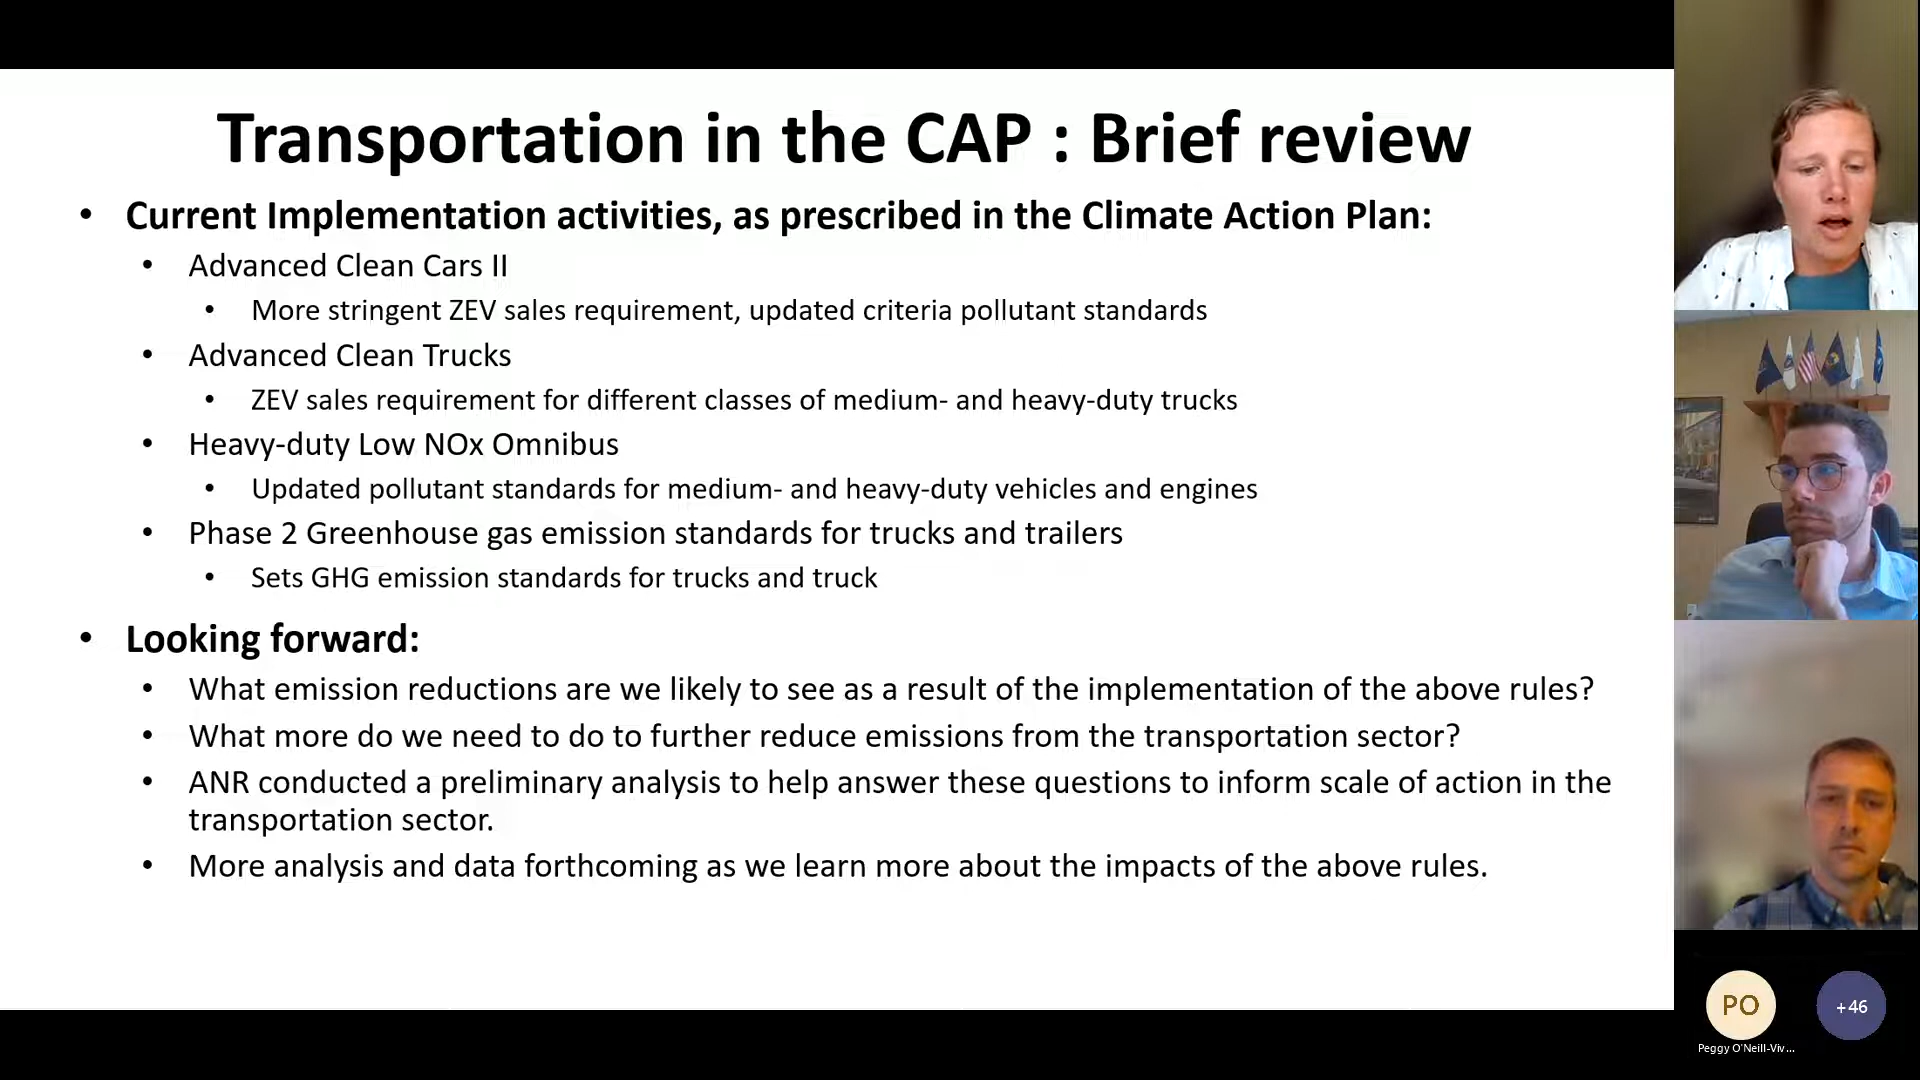 Transportation in the CAP : Brief review
• Current Implementation activities, as prescribed in the Climate Action Plan:
• Advanced Clean Cars II
• More stringent ZEV sales requirement, updated criteria pollutant standards
• Advanced Clean Trucks
• ZEV sales requirement for different classes of medium- and heavy-duty trucks
• Heavy-duty Low NOx Omnibus
• Updated pollutant standards for medium- and heavy-duty vehicles and engines
• Phase 2 Greenhouse gas emission standards for trucks and trailers
• Sets GHG emission standards for trucks and truck
• Looking forward:
• What emission reductions are we likely to see as a result of the implementation of the above rules?
• What more do we need to do to further reduce emissions from the transportation sector?
• ANR conducted a preliminary analysis to help answer these questions to inform scale of action in the
transportation sector.
• More analysis and data forthcoming as we learn more about the impacts of the above rules.
PO
+46
Peggy O'Neill-Viv...